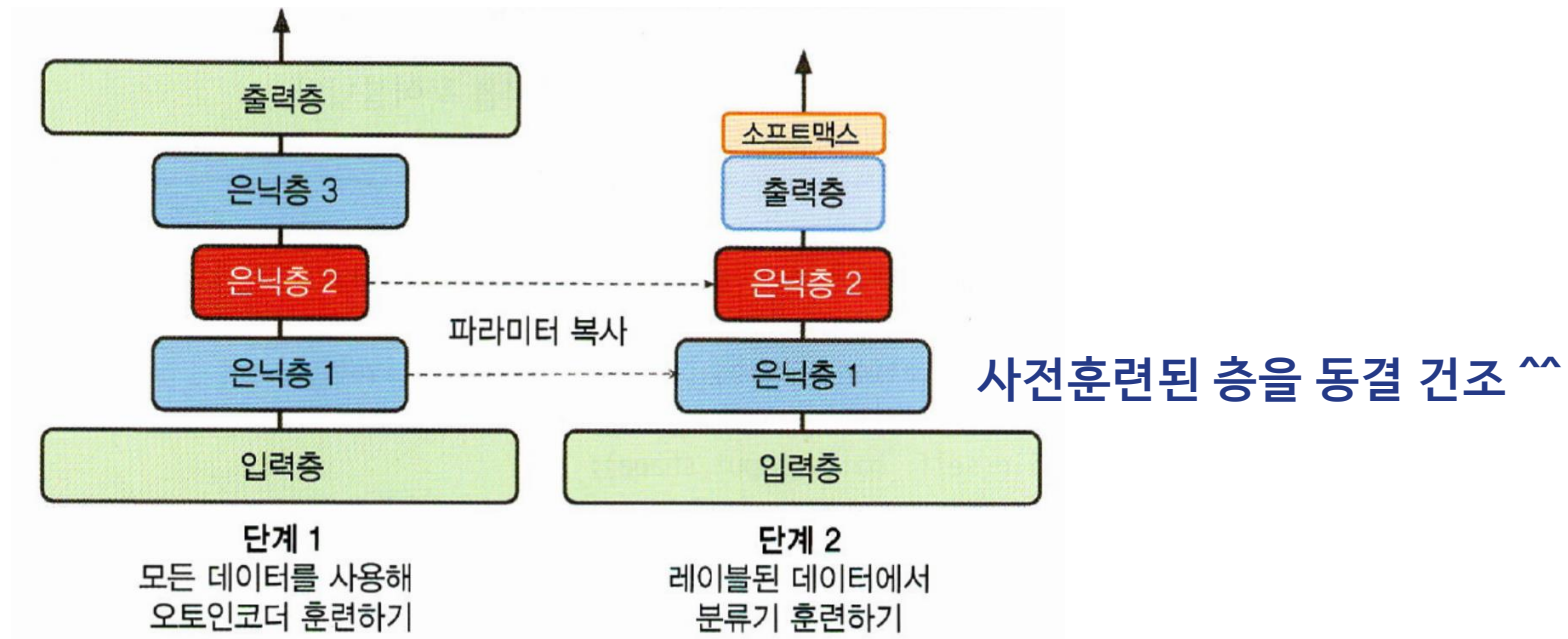 출력층
은닉층 3
은닉층 2
은닉층 1
입력층
단계 1
모든 데이터를 사용해
오토인코더 훈련하기
파라미터 복사
소프트맥스
출력층
은닉층 2
은닉층 1
입력층
단계 2
레이블된 데이터에서
분류기 훈련하기
사전훈련된 층을 동결 건조 ^^